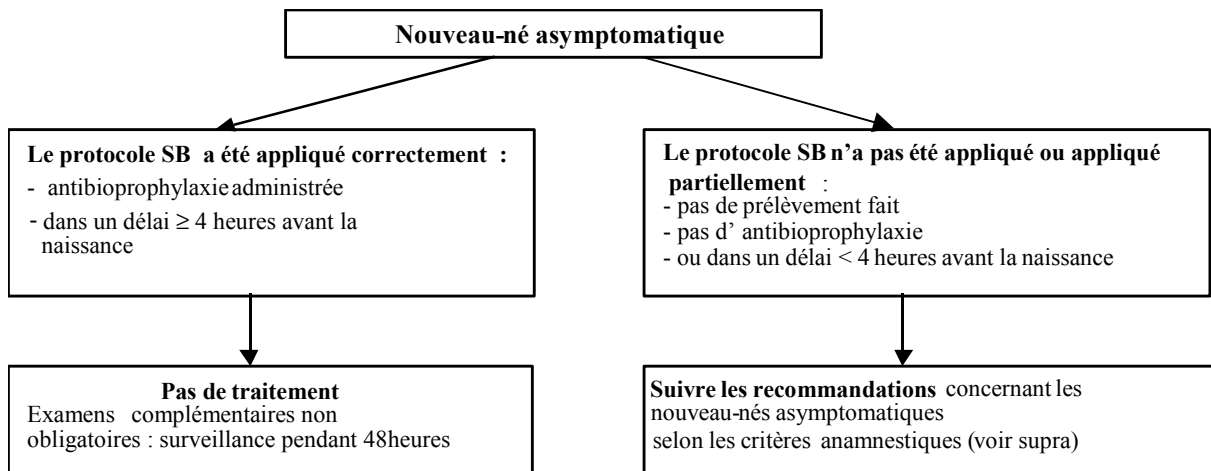 Nouveau-né asymptomatique
Le protocole SB a été appliqué correctement :
- antibioprophylaxie administrée
- dans un délai ≥ 4 heures avant la
naissance
Le protocole SB n'a pas été appliqué ou appliqué
partiellement :
- pas de prélèvement fait
- pas d' antibioprophylaxie
- ou dans un délai < 4 heures avant la naissance
Pas de traitement
Examens complémentaires non
obligatoires : surveillance pendant 48heures
Suivre les recommandations concernant les
nouveau-nés asymptomatiques
selon les critères anamnestiques (voir supra)